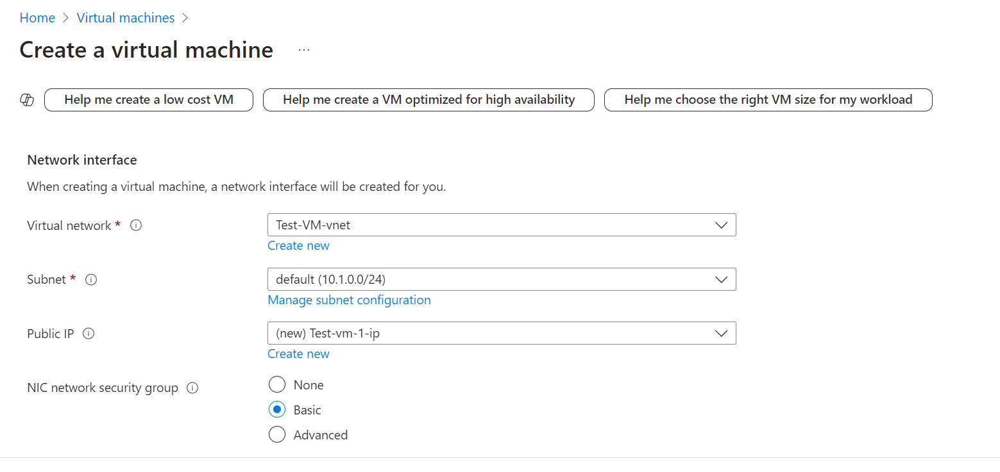 Home > Virtual machines >
Create a virtual machine ...
Help me create a low cost VM Help me create a VM optimized for high availability Help me choose the right VM size for my workload
Network interface
When creating a virtual machine, a network interface will be created for you.
Virtual network * Test-VM-vnet
Create new
Subnet * default (10.1.0.0/24)
Manage subnet configuration
Public IP (new) Test-vm-1-ip
Create new
NIC network security group None
Basic
Advanced